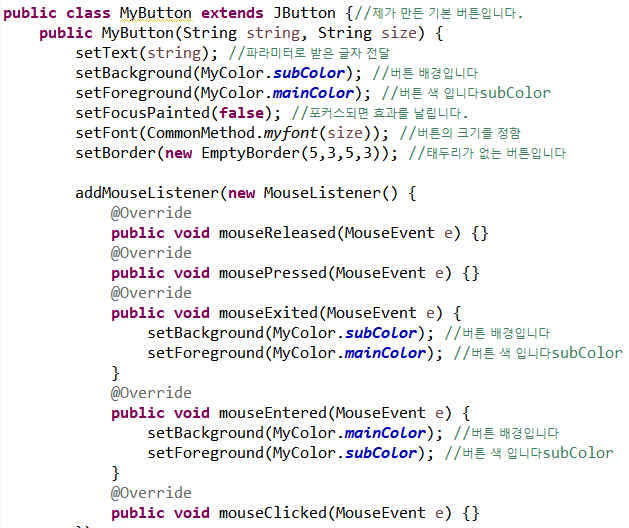 public class MyButton extends JButton {//제가 만든 기본 버튼입니다.
public MyButton(String string, String size) {
setText(string); //파라미터로 받은 글자 전달
setBackground(MyColor.subColor); //버튼 배경입니다
setForeground(MyColor.mainColor); //버튼 색 입니다subColor
setFocusPainted(false); //포커스되면 효과를 날립니다.
setFont(CommonMethod.myfont(size)); //버튼의 크기를 정함
setBorder(new EmptyBorder(5,3,5,3)); //태두리가 없는 버튼입니다
addMouseListener(new MouseListener() {
@Override
public void mouseReleased(MouseEvent e) {}
@Override
public void mousePressed(MouseEvent e) {}
@Override
public void mouseExited(MouseEvent e) {
setBackground(MyColor.subColor); //버튼 배경입니다
setForeground(MyColor.mainColor); //버튼 색 입니다subColor
}
@Override
public void mouseEntered(MouseEvent e) {
setBackground(MyColor.mainColor); //버튼 배경입니다
setForeground(MyColor.subColor); //버튼 색 입니다subColor
}
@Override
public void mouseClicked(MouseEvent e) {}